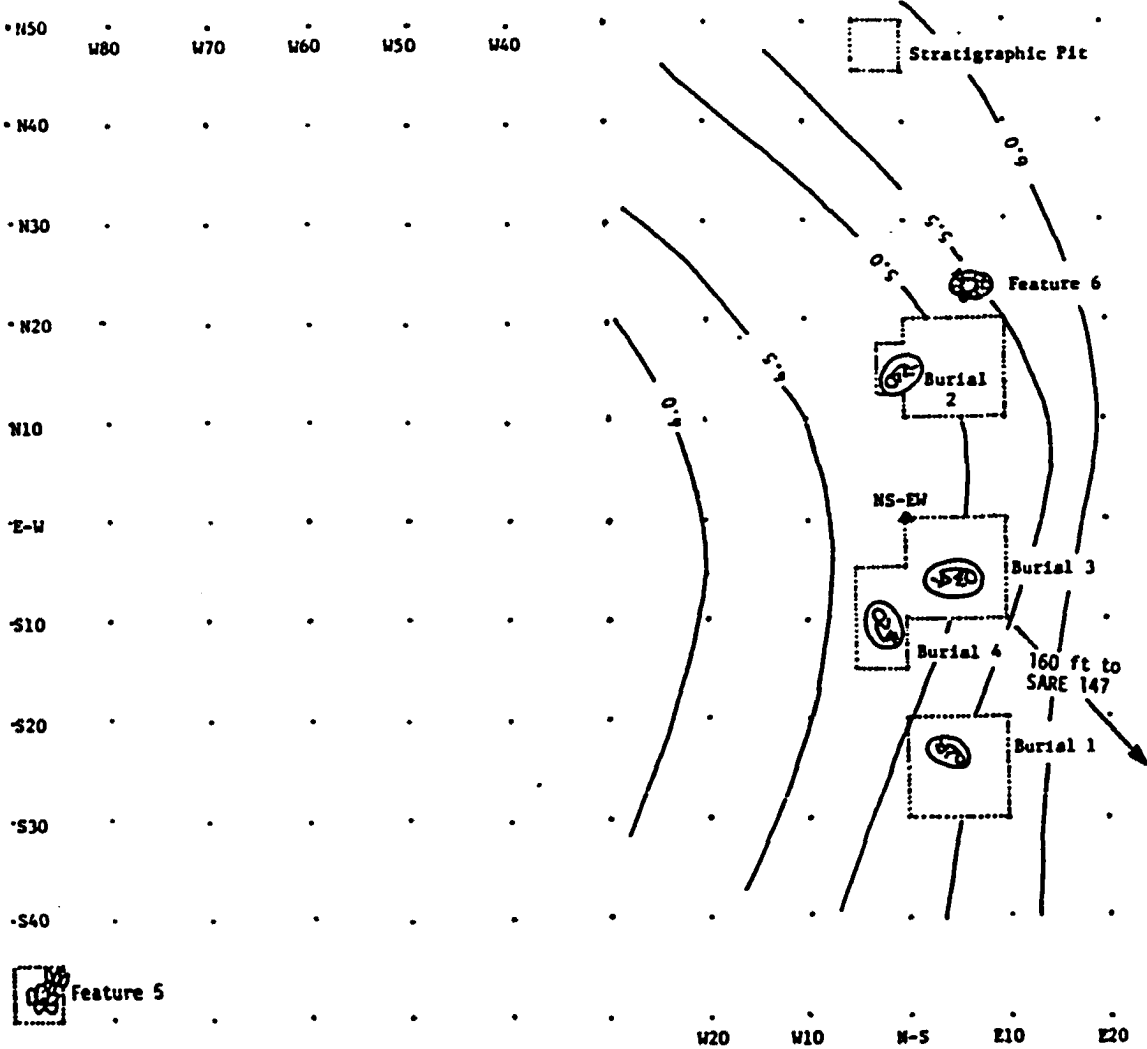 N50
W80 W70 W60 W50 W40
Stratigraphic Pit
N40
6.0
N30
5.5
5.0
Feature 6
N20
4.5
Burial
2
4.0
N10
NS-EW
E-W
Burial 3
S10
Burial 4
160 ft to
SARE 147
S20
Burial 1
S30
S40
Feature 5
W20 W10 N-S E10 E20